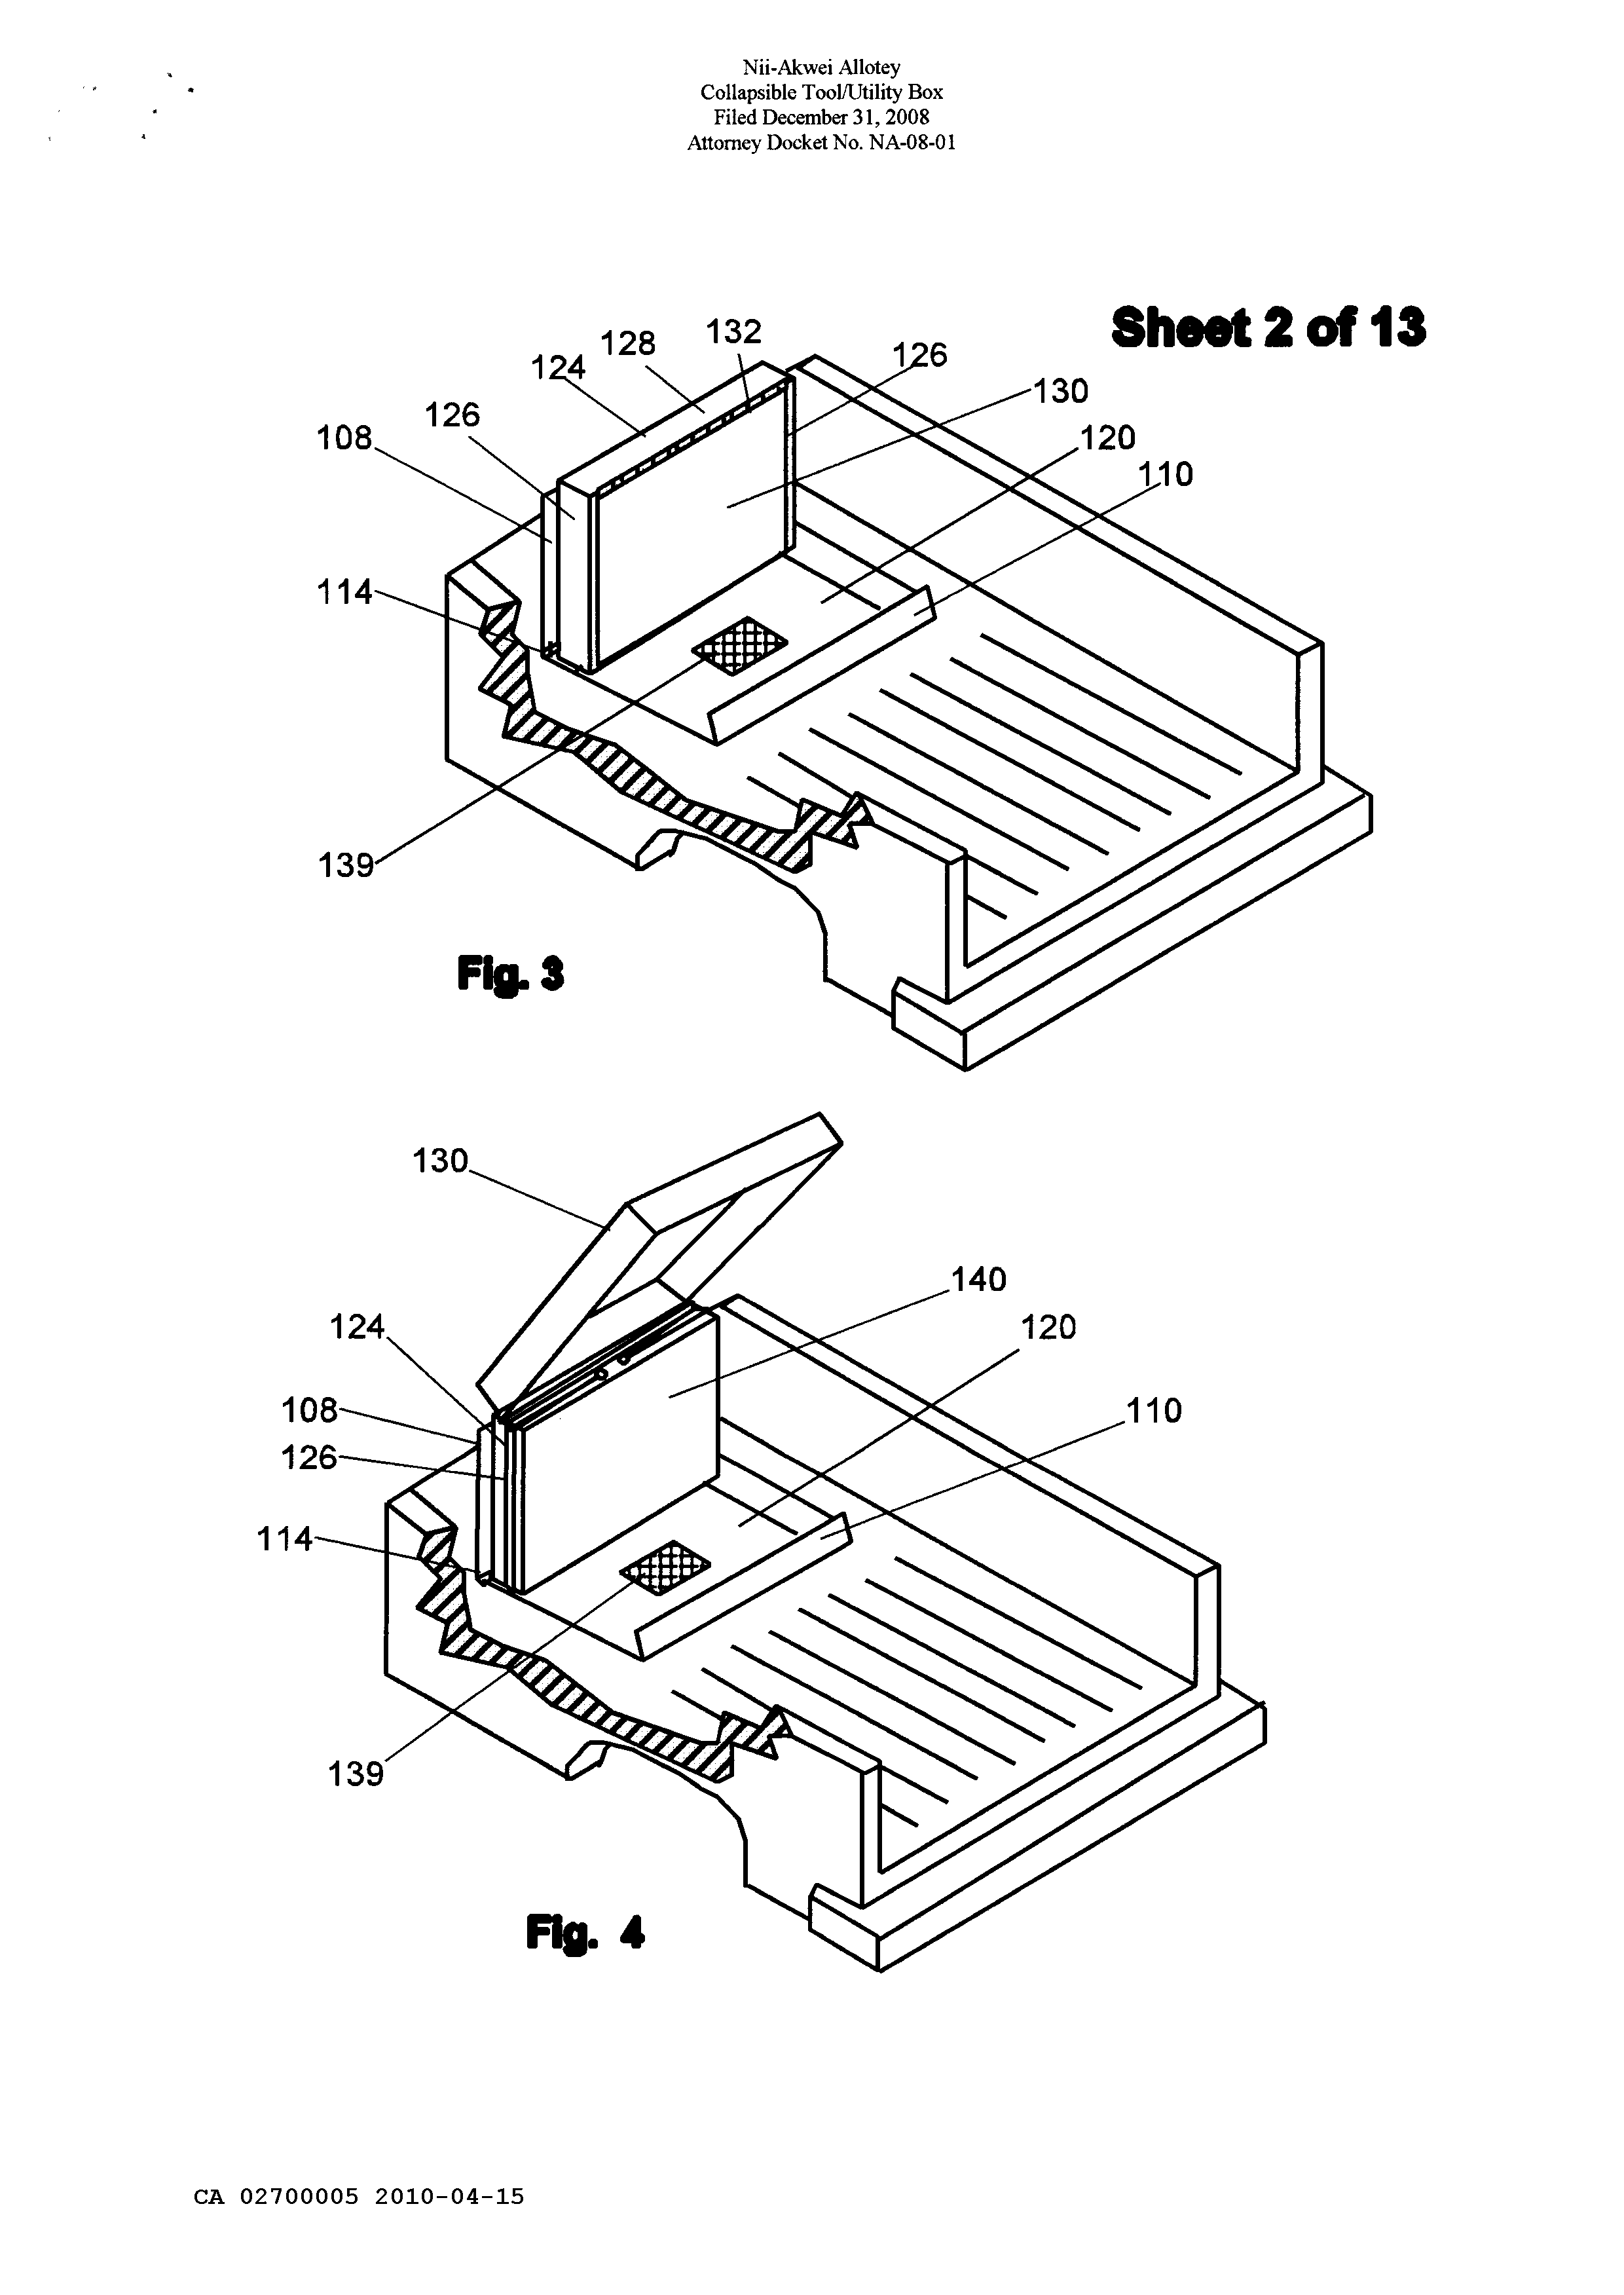 Nii-Akwei Allotey
Collapsible Tool/Utility Box
Filed December 31, 2008
Attorney Docket No. NA-08-01
Sheet 2 of 13
132
128
126
124
130
126
108
120
110
114
139
Fig. 3
130
140
124
120
108
110
126
114
139
Fig. 4
CA 02700005 2010-04-15